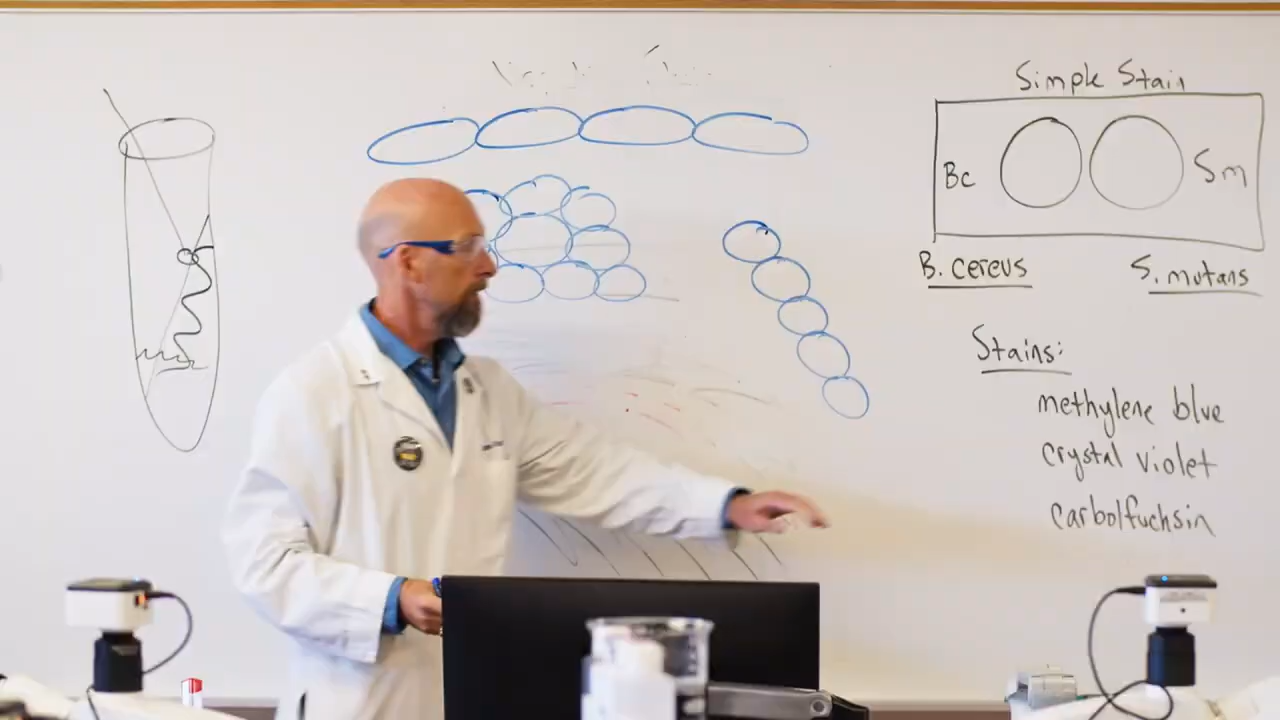 Simple Stain
Bc Sm
B. cereus S. mutans
Stains:
methylene blue
crystal violet
carbolfuchsin